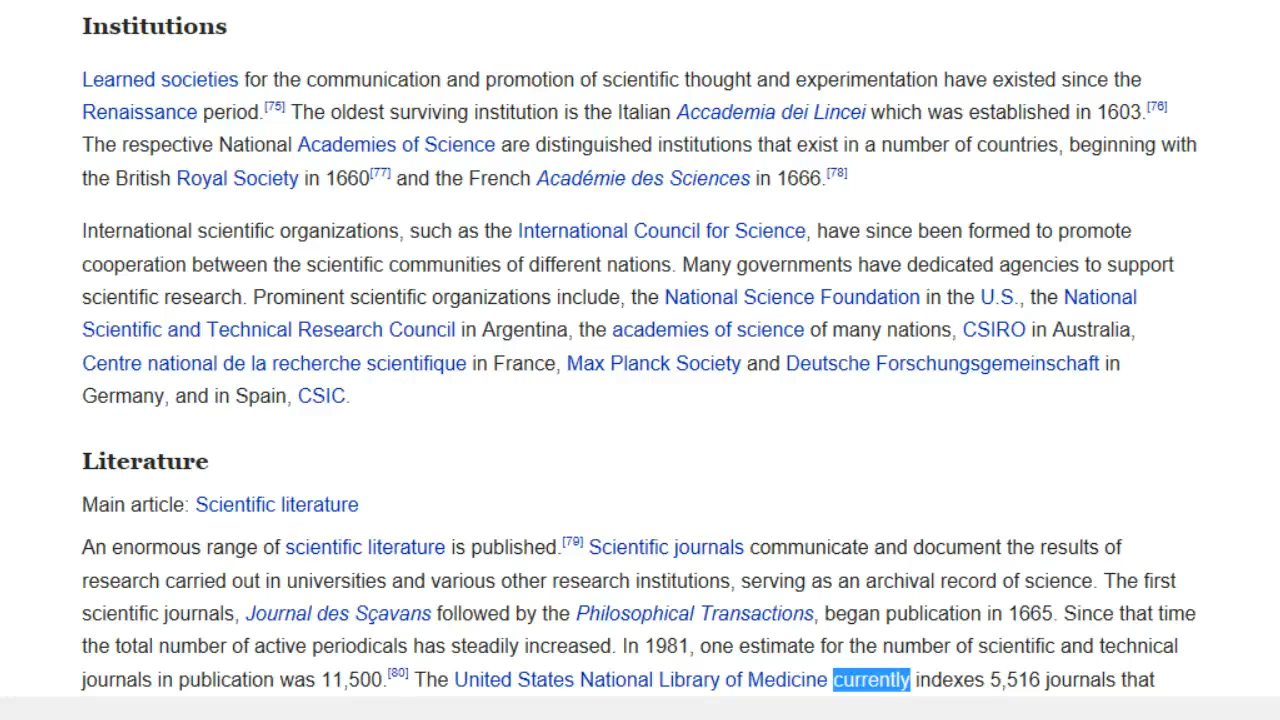 Institutions
Learned societies for the communication and promotion of scientific thought and experimentation have existed since the
Renaissance period.[75] The oldest surviving institution is the Italian Accademia dei Lincei which was established in 1603.[76]
The respective National Academies of Science are distinguished institutions that exist in a number of countries, beginning with
the British Royal Society in 1660[77] and the French Académie des Sciences in 1666.[78]
International scientific organizations, such as the International Council for Science, have since been formed to promote
cooperation between the scientific communities of different nations. Many governments have dedicated agencies to support
scientific research. Prominent scientific organizations include, the National Science Foundation in the U.S., the National
Scientific and Technical Research Council in Argentina, the academies of science of many nations, CSIRO in Australia,
Centre national de la recherche scientifique in France, Max Planck Society and Deutsche Forschungsgemeinschaft in
Germany, and in Spain, CSIC.
Literature
Main article: Scientific literature
An enormous range of scientific literature is published.[79] Scientific journals communicate and document the results of
research carried out in universities and various other research institutions, serving as an archival record of science. The first
scientific journals, Journal des Sçavans followed by the Philosophical Transactions, began publication in 1665. Since that time
the total number of active periodicals has steadily increased. In 1981, one estimate for the number of scientific and technical
journals in publication was 11,500.[80] The United States National Library of Medicine currently indexes 5,516 journals that